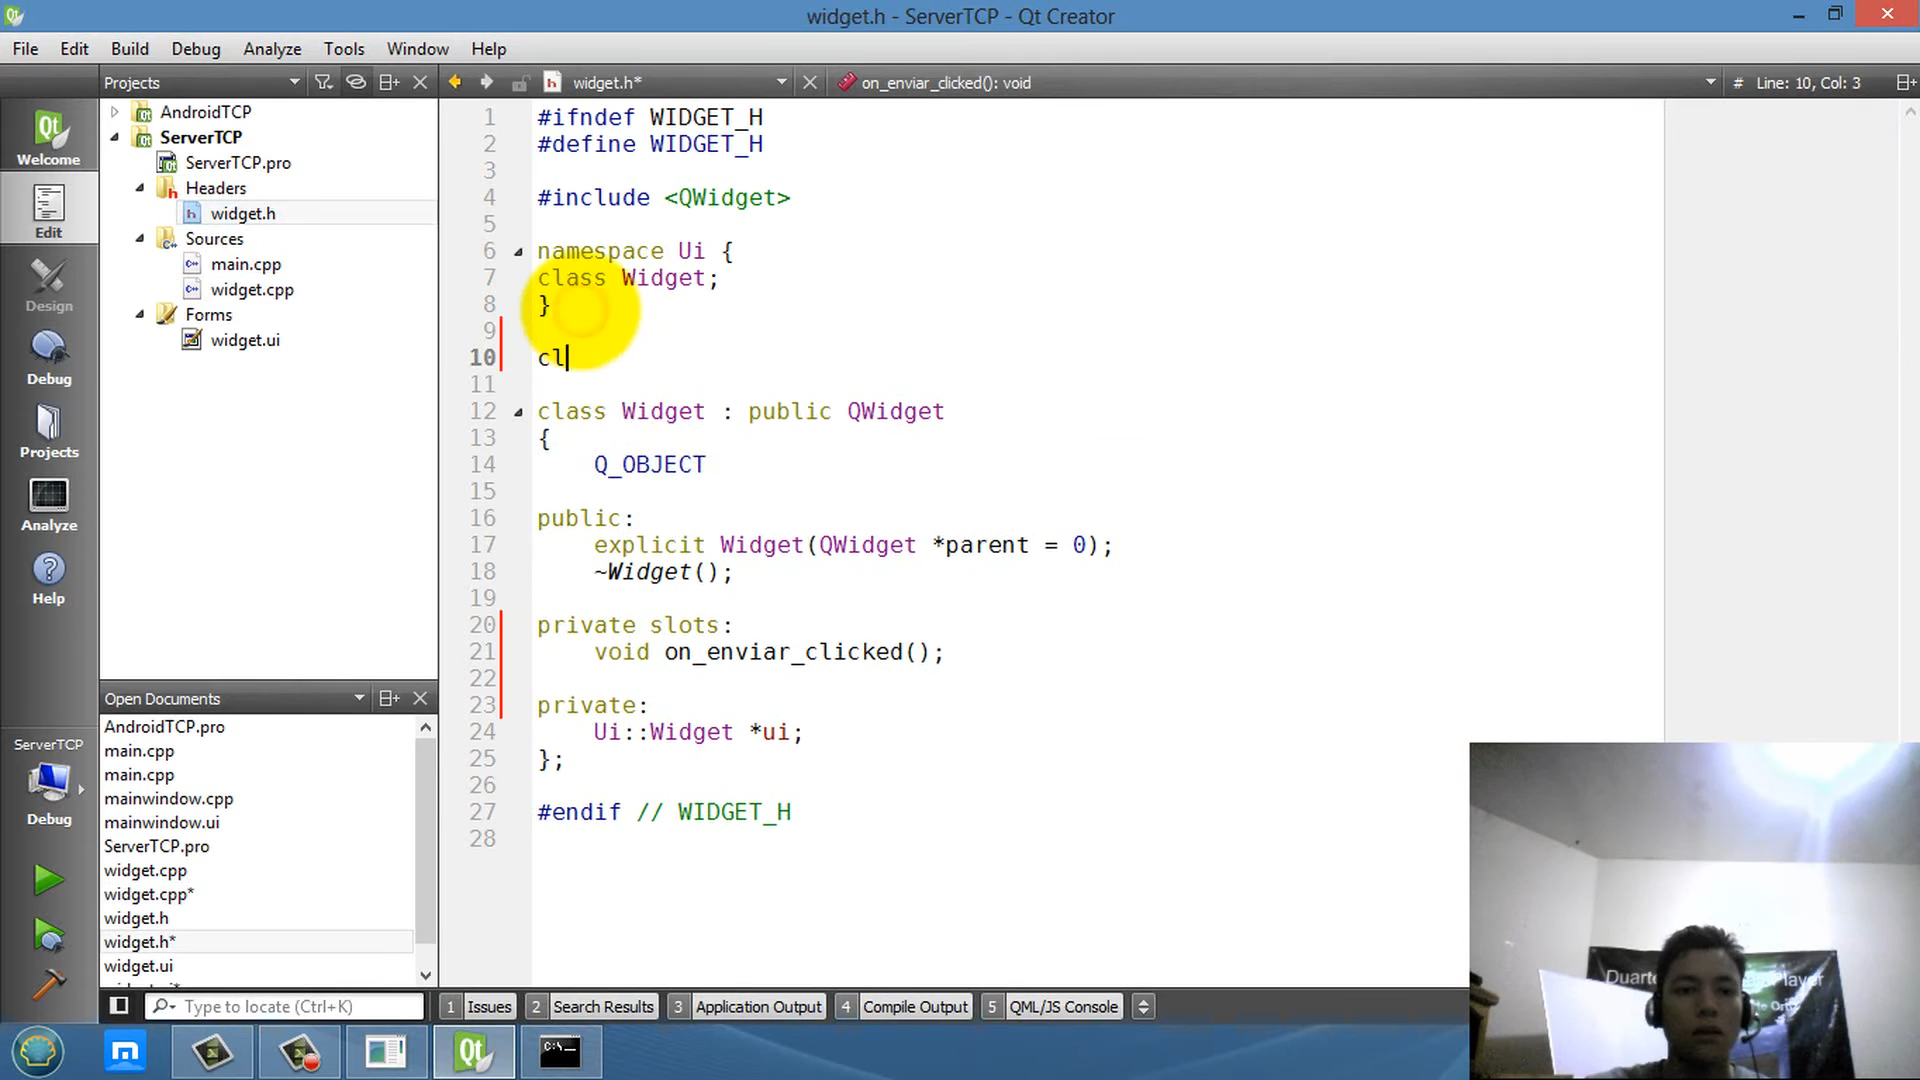 widget.h - ServerTCP - Qt Creator
File Edit Build Debug Analyze Tools Window Help
Projects
widget.h*
on_enviar_clicked(): void
# Line: 10, Col: 3
Welcome
Edit
Design
Debug
Projects
Analyze
Help
ServerTCP
Debug
AndroidTCP
ServerTCP
ServerTCP.pro
Headers
widget.h
Sources
main.cpp
widget.cpp
Forms
widget.ui
Open Documents
AndroidTCP.pro
main.cpp
main.cpp
mainwindow.cpp
mainwindow.ui
ServerTCP.pro
widget.cpp
widget.cpp*
widget.h
widget.h*
widget.ui
1 #ifndef WIDGET_H
2 #define WIDGET_H
3
4 #include <QWidget>
5
6 namespace Ui {
7 class Widget;
8 }
9
10 cl
11
12 class Widget : public QWidget
13 {
14 Q_OBJECT
15
16 public:
17 explicit Widget(QWidget *parent = 0);
18 ~Widget();
19
20 private slots:
21 void on_enviar_clicked();
22
23 private:
24 Ui::Widget *ui;
25 };
26
27 #endif // WIDGET_H
28
Type to locate (Ctrl+K)
1 Issues 2 Search Results 3 Application Output 4 Compile Output 5 QML/JS Console